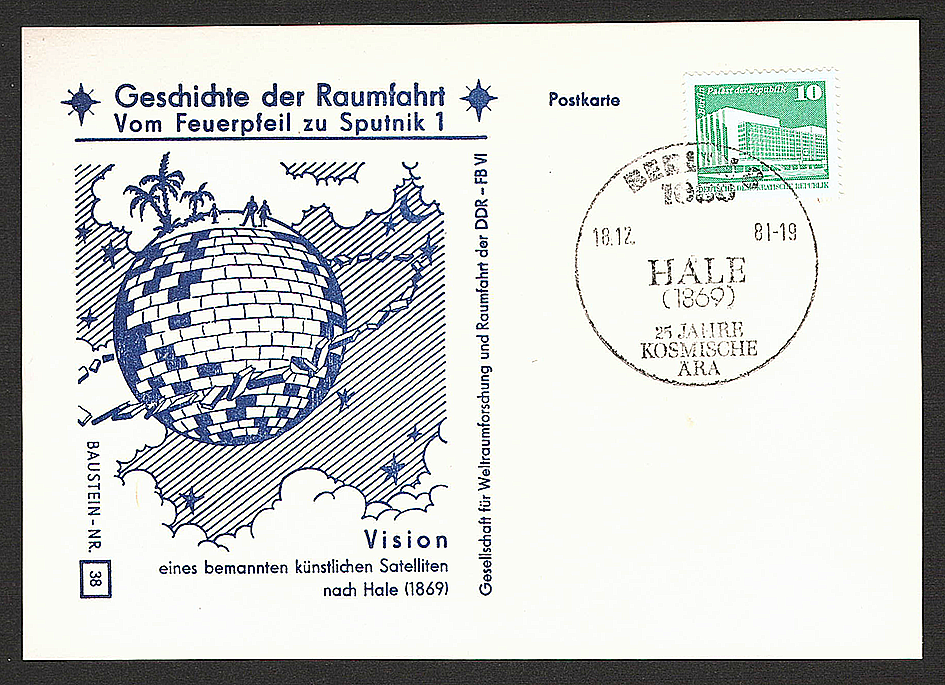 Geschichte der Raumfahrt
Vom Feuerpfeil zu Sputnik 1
Gesellschaft für Weltraumforschung und Raumfahrt der DDR – FB VI
BAUSTEIN-NR.
38
Vision
eines bemannten künstlichen Satelliten
nach Hale (1869)
Postkarte
Palast der Republik
10
DEUTSCHE DEMOKRATISCHE REPUBLIK
18.12. 81-19
HALE
(1869)
25 JAHRE
KOSMISCHE
ÄRA